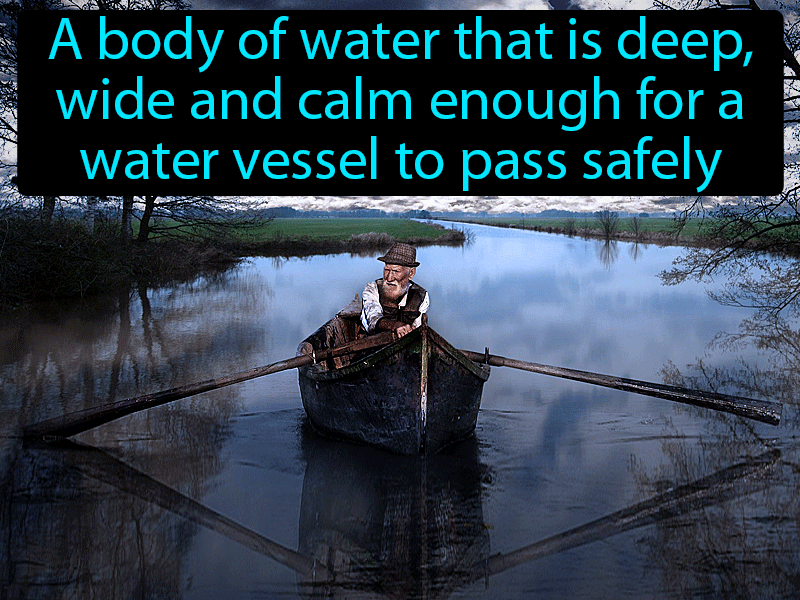 A body of water that is deep,
wide and calm enough for a
water vessel to pass safely